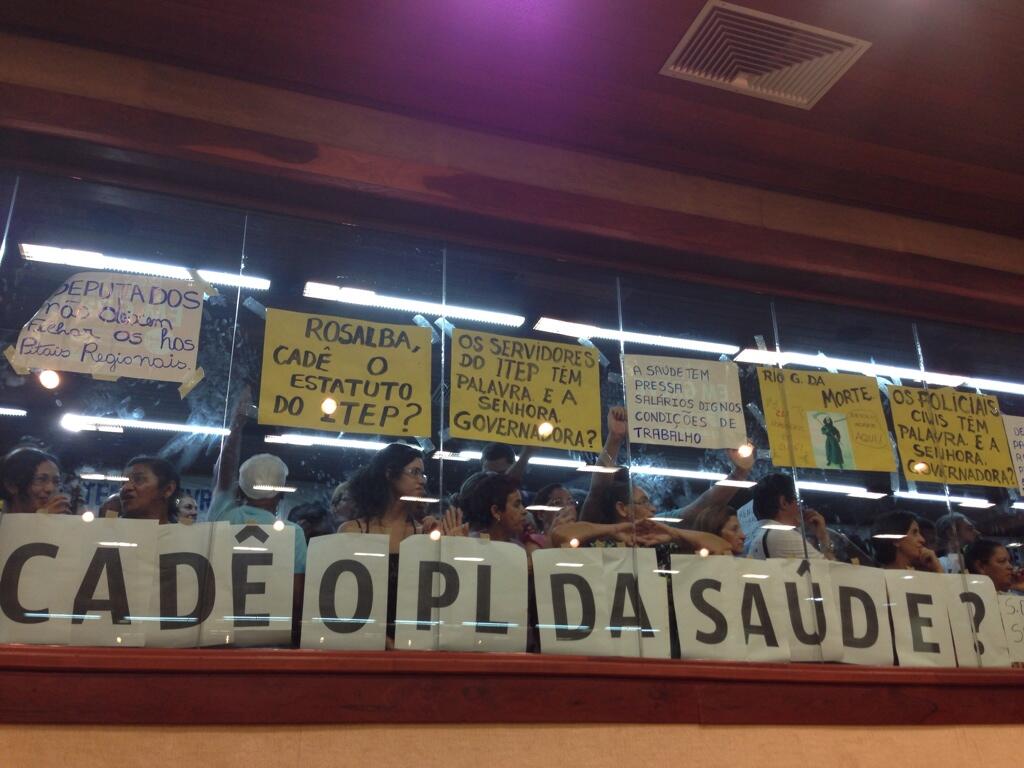 DEPUTADOS
não deixem
Fechar os hos
Pitais Regionais.
ROSALBA,
CADÊ O
ESTATUTO
DO ITEP?
OS SERVIDORES
DO ITEP TÊM
PALAVRA. E A
SENHORA,
GOVERNADORA?
A SAÚDE TEM
PRESSA
SALÁRIOS DIGNOS
CONDIÇÕES DE
TRABALHO
RIO G. DA
MORTE
AQUI
OS POLICIAIS
CIVIS TÊM
PALAVRA. E A
GOVERNADORA?
CADÊ O PL DA SAÚDE?